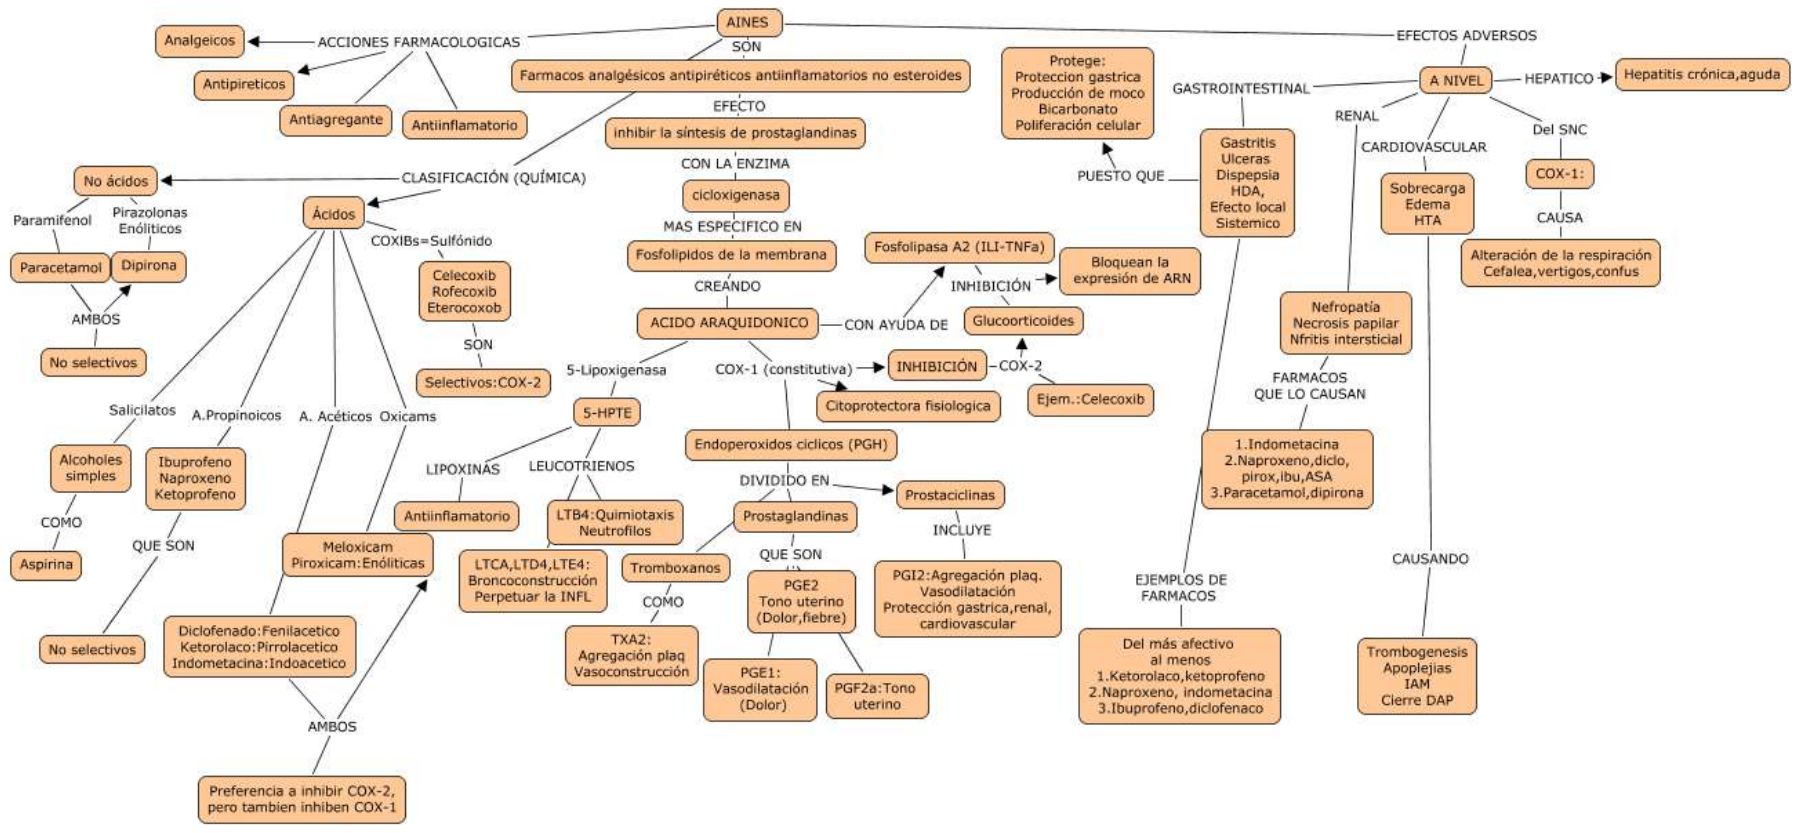 AINES
SON
Farmacos analgésicos antipiréticos antiinflamatorios no esteroides
ACCIONES FARMACOLOGICAS
Analgeicos
Antipireticos
Antiagregante
Antiinflamatorio
CLASIFICACIÓN (QUÍMICA)
No ácidos
Paramifenol
Pirazolonas
Enóliticos
Paracetamol
Dipirona
AMBOS
No selectivos
Ácidos
COXIBs=Sulfónido
Celecoxib
Rofecoxib
Eterocoxob
SON
Selectivos:COX-2
Salicilatos
A.Propinoicos
A. Acéticos
Oxicams
Alcoholes
simples
COMO
Aspirina
Ibuprofeno
Naproxeno
Ketoprofeno
QUE SON
No selectivos
Meloxicam
Piroxicam:Enóliticas
Diclofenado:Fenilacetico
Ketorolaco:Pirrolacetico
Indometacina:Indoacetico
AMBOS
Preferencia a inhibir COX-2,
pero tambien inhiben COX-1
EFECTO
inhibir la síntesis de prostaglandinas
CON LA ENZIMA
cicloxigenasa
MAS ESPECIFICO EN
Fosfolipidos de la membrana
CREANDO
ACIDO ARAQUIDONICO
CON AYUDA DE
Fosfolipasa A2 (ILI-TNFa)
INHIBICIÓN
Bloquean la
expresión de ARN
Glucoorticoides
5-Lipoxigenasa
COX-1 (constitutiva)
INHIBICIÓN
COX-2
Citoprotectora fisiologica
Ejem.:Celecoxib
5-HPTE
LIPOXINAS
LEUCOTRIENOS
Antiinflamatorio
LTB4:Quimiotaxis
Neutrofilos
LTCA,LTD4,LTE4:
Broncoconstrucción
Perpetuar la INFL
Endoperoxidos ciclicos (PGH)
DIVIDIDO EN
Prostaciclinas
Prostaglandinas
INCLUYE
QUE SON
Tromboxanos
COMO
TXA2:
Agregación plaq
Vasoconstrucción
PGE2
Tono uterino
(Dolor,fiebre)
PGE1:
Vasodilatación
(Dolor)
PGF2a:Tono
uterino
PGI2:Agregación plaq.
Vasodilatación
Protección gastrica,renal,
cardiovascular
EFECTOS ADVERSOS
A NIVEL
HEPATICO
Hepatitis crónica,aguda
GASTROINTESTINAL
Protege:
Proteccion gastrica
Producción de moco
Bicarbonato
Poliferación celular
PUESTO QUE
Gastritis
Ulceras
Dispepsia
HDA,
Efecto local
Sistemico
EJEMPLOS DE
FARMACOS
Del más afectivo
al menos
1.Ketorolaco,ketoprofeno
2.Naproxeno, indometacina
3.Ibuprofeno,diclofenaco
RENAL
Nefropatía
Necrosis papilar
Nfritis intersticial
FARMACOS
QUE LO CAUSAN
1.Indometacina
2.Naproxeno,diclo,
pirox,ibu,ASA
3.Paracetamol,dipirona
CARDIOVASCULAR
Sobrecarga
Edema
HTA
CAUSANDO
Trombogenesis
Apoplejias
IAM
Cierre DAP
Del SNC
COX-1:
CAUSA
Alteración de la respiración
Cefalea,vertigos,confus